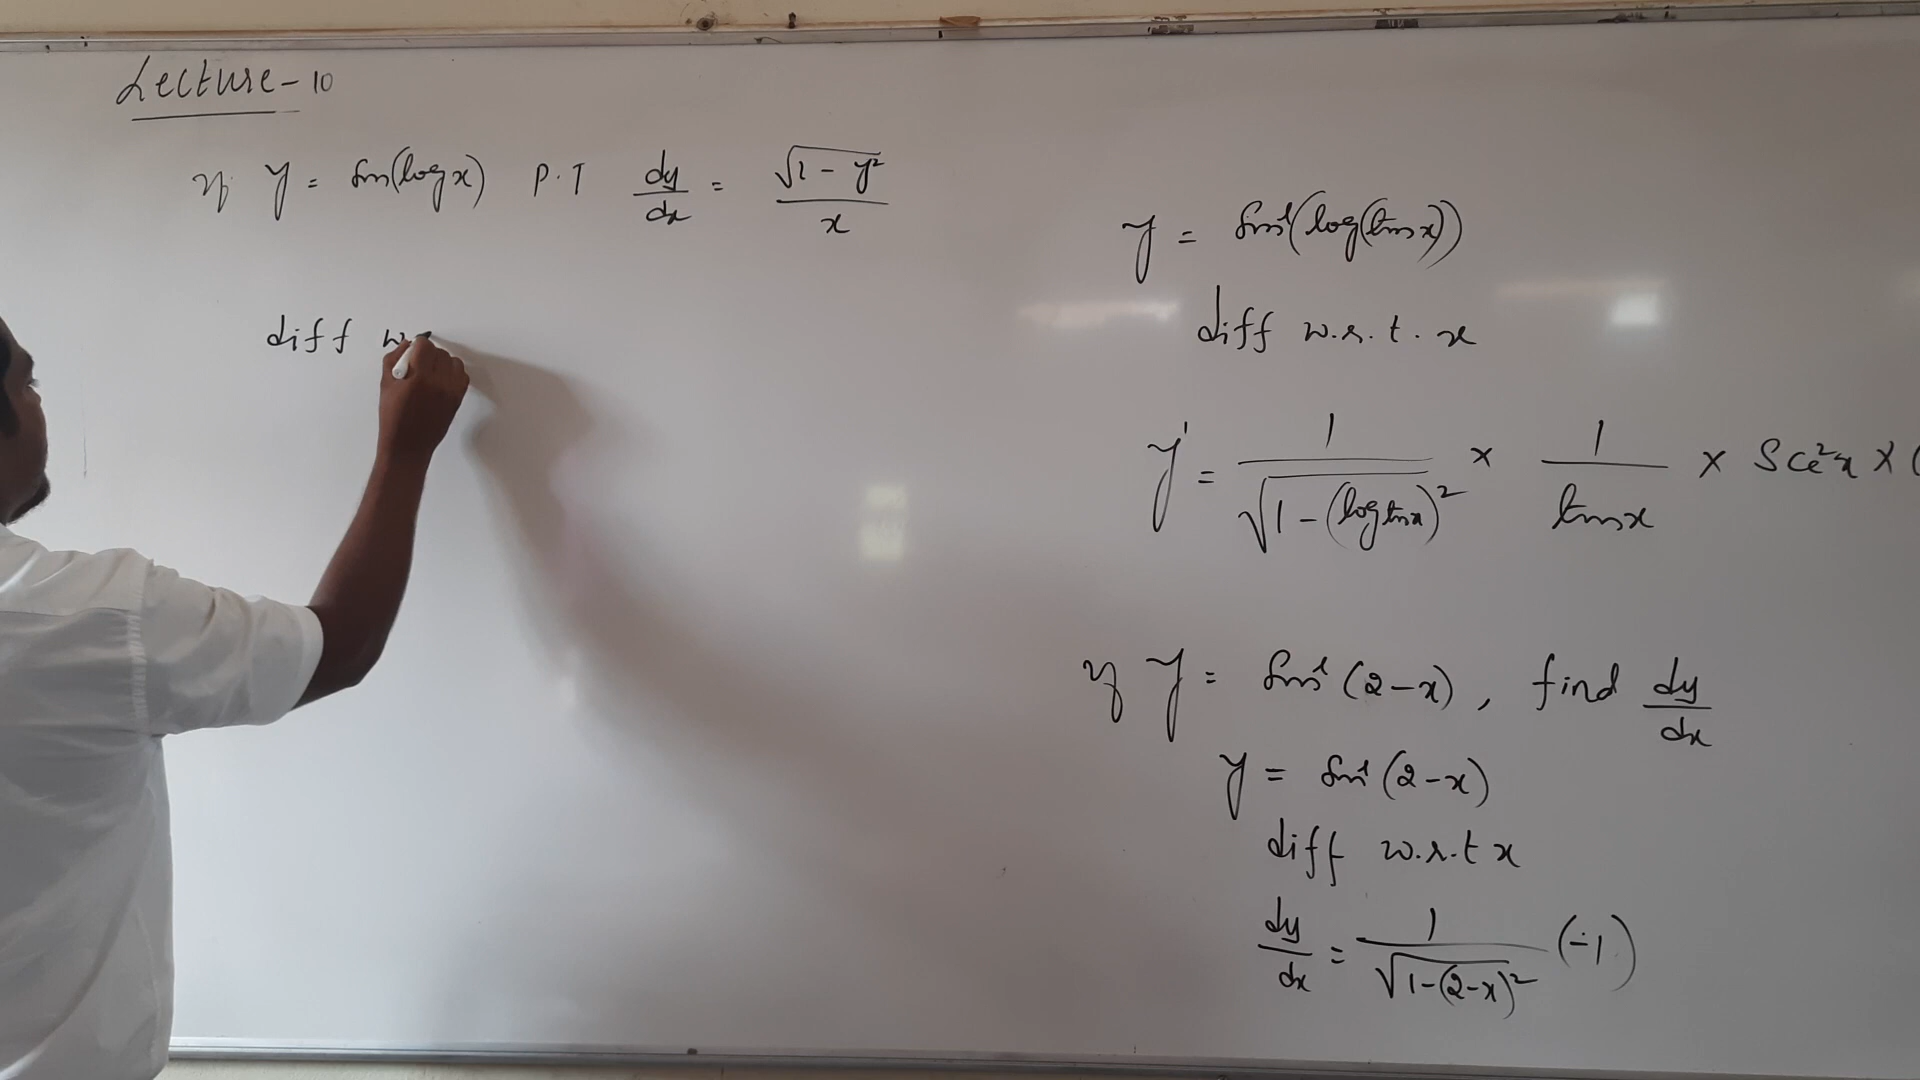 Lecture-10
If y = Sin(log x) P.T dy/dx = √(1-y²)/x
diff w.
y = Sin⁻¹(log(tan x))
diff w.r.t. x
y' = 1/√(1-(log tan x)²) × 1/tan x × Sec²x × (
If y = Sin⁻¹(2-x), find dy/dx
y = Sin⁻¹(2-x)
diff w.r.t x
dy/dx = 1/√(1-(2-x)²) (-1)